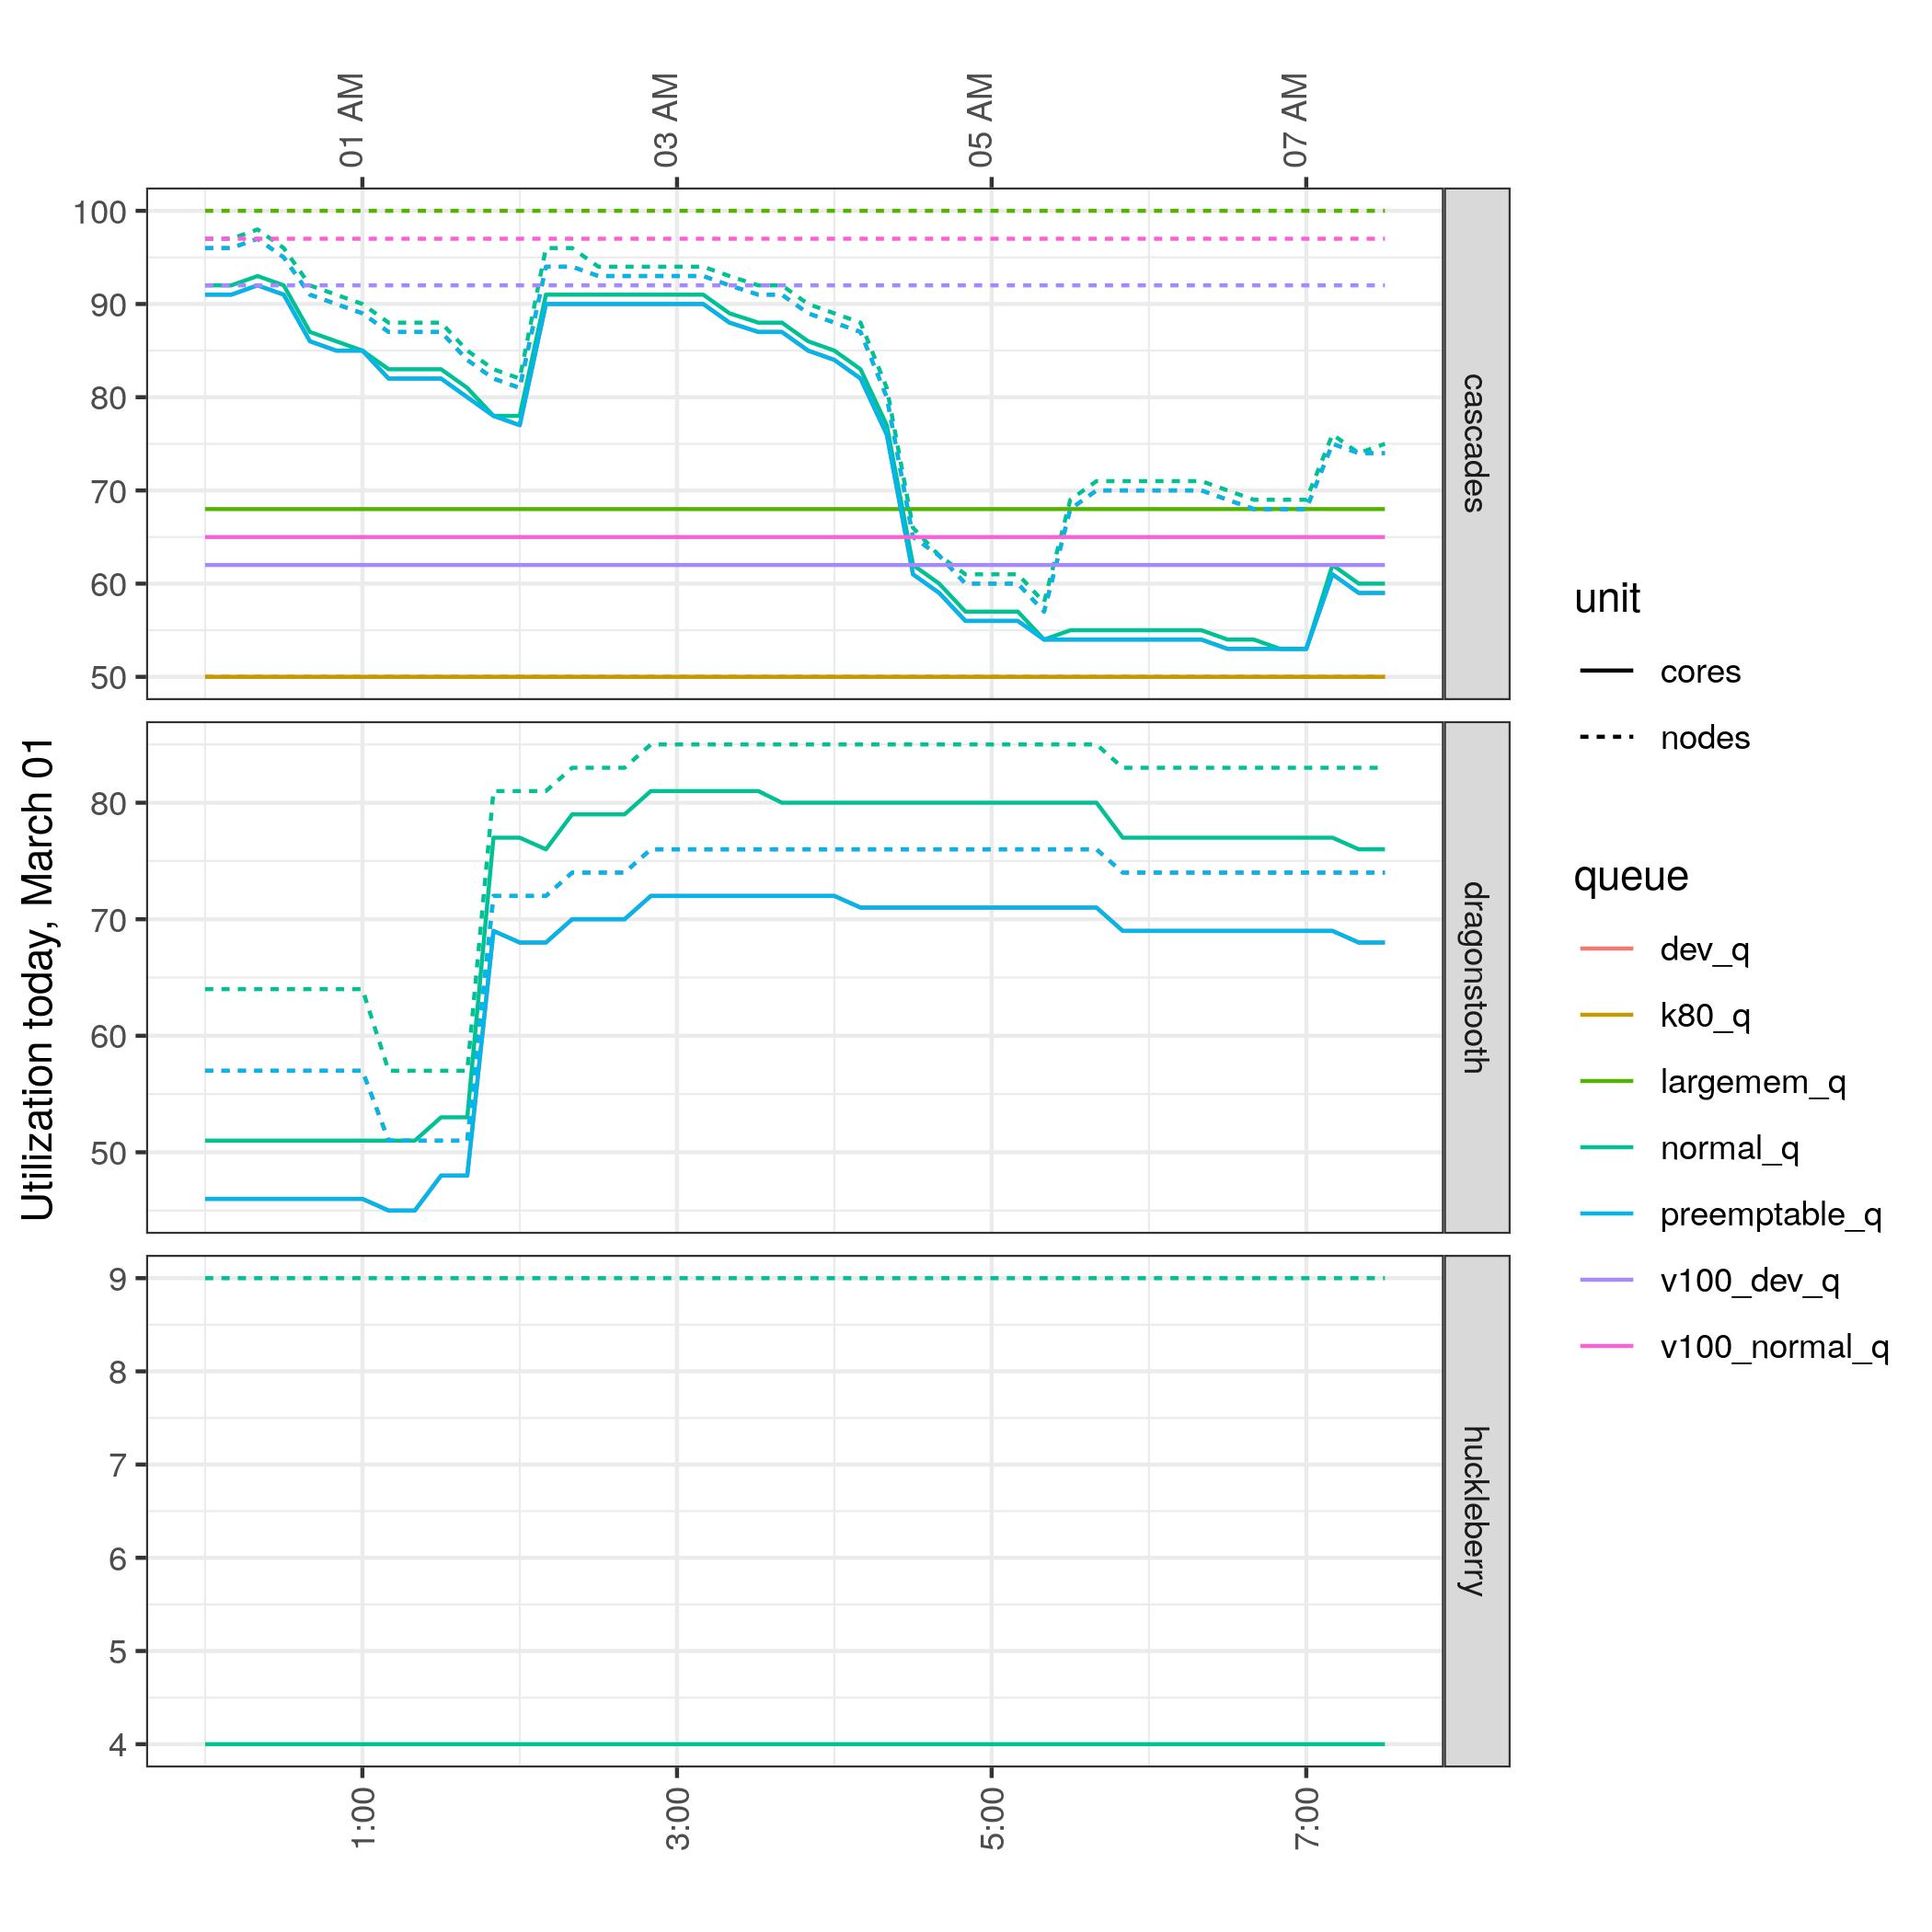 01 AM
03 AM
05 AM
07 AM
100
90
80
70
60
50
cascades
Utilization today, March 01
80
70
60
50
dragonstooth
9
8
7
6
5
4
huckleberry
1:00
3:00
5:00
7:00
unit
cores
nodes
queue
dev_q
k80_q
largemem_q
normal_q
preemptable_q
v100_dev_q
v100_normal_q